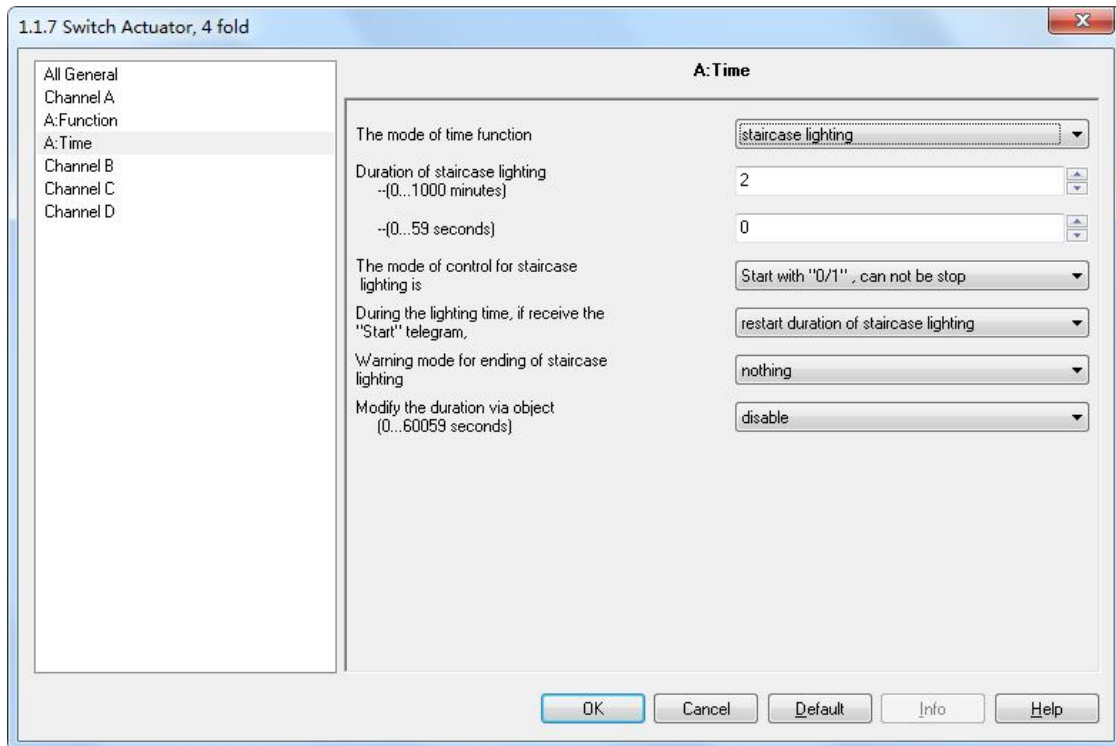 1.1.7 Switch Actuator, 4 fold
All General
Channel A
A:Function
A:Time
Channel B
Channel C
Channel D
A:Time
The mode of time function
staircase lighting
Duration of staircase lighting
--(0...1000 minutes)
2
--(0...59 seconds)
0
The mode of control for staircase
lighting is
Start with "0/1" , can not be stop
During the lighting time, if receive the
"Start" telegram,
restart duration of staircase lighting
Warning mode for ending of staircase
lighting
nothing
Modify the duration via object
(0...60059 seconds)
disable
OK
Cancel
Default
Info
Help